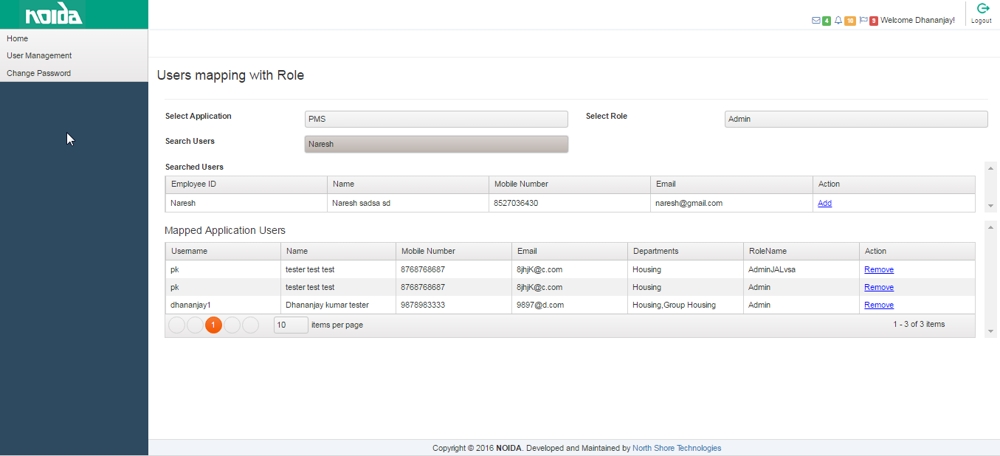 noida
4 10 9 Welcome Dhananjay! Logout
Home
User Management
Change Password
Users mapping with Role
Select Application PMS Select Role Admin
Search Users Naresh
Searched Users
Employee ID Name Mobile Number Email Action
Naresh Naresh sadsa sd 8527036430 naresh@gmail.com Add
Mapped Application Users
Username Name Mobile Number Email Departments RoleName Action
pk tester test test 8768768687 8jhjK@c.com Housing AdminJALvsa Remove
pk tester test test 8768768687 8jhjK@c.com Housing Admin Remove
dhananjay1 Dhananjay kumar tester 9878983333 9897@d.com Housing,Group Housing Admin Remove
1 10 items per page 1 - 3 of 3 items
Copyright © 2016 NOIDA. Developed and Maintained by North Shore Technologies